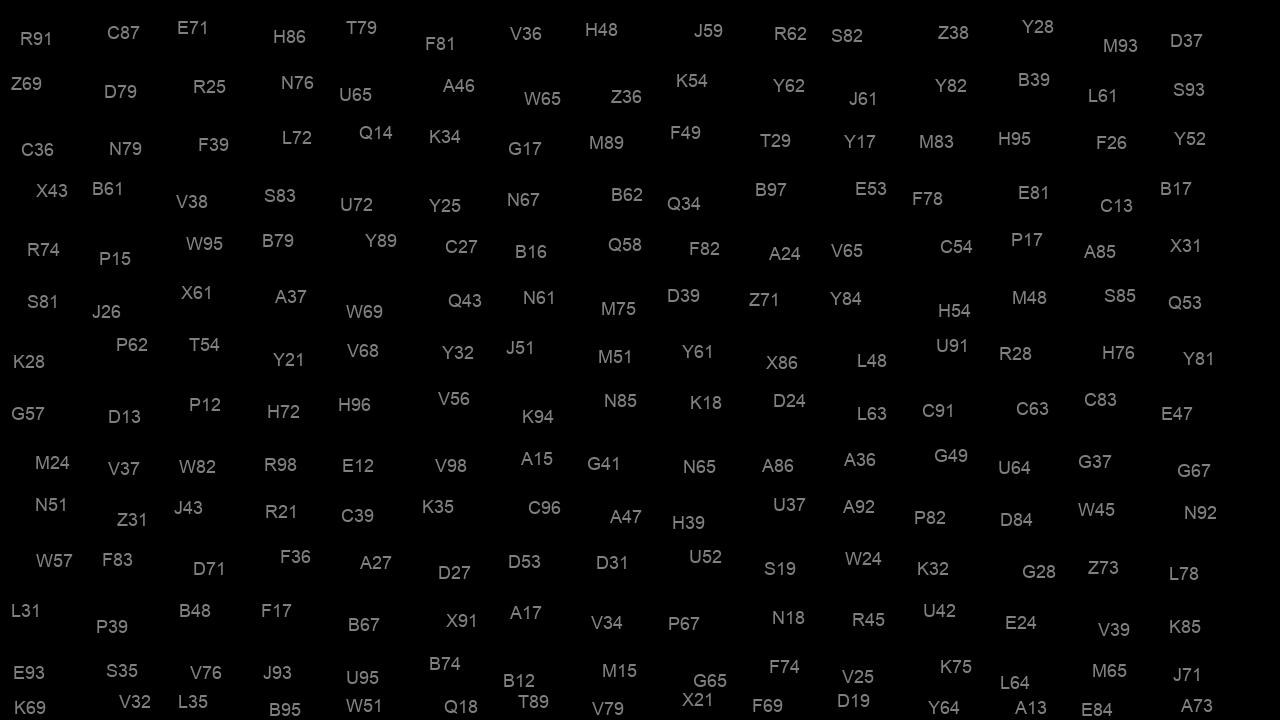 R91 C87 E71 H86 T79 F81 V36 H48 J59 R62 S82 Z38 Y28 M93 D37
Z69 D79 R25 N76 U65 A46 W65 Z36 K54 Y62 J61 Y82 B39 L61 S93
C36 N79 F39 L72 Q14 K34 G17 M89 F49 T29 Y17 M83 H95 F26 Y52
X43 B61 V38 S83 U72 Y25 N67 B62 Q34 B97 E53 F78 E81 C13 B17
R74 P15 W95 B79 Y89 C27 B16 Q58 F82 A24 V65 C54 P17 A85 X31
S81 J26 X61 A37 W69 Q43 N61 M75 D39 Z71 Y84 H54 M48 S85 Q53
K28 P62 T54 Y21 V68 Y32 J51 M51 Y61 X86 L48 U91 R28 H76 Y81
G57 D13 P12 H72 H96 V56 K94 N85 K18 D24 L63 C91 C63 C83 E47
M24 V37 W82 R98 E12 V98 A15 G41 N65 A86 A36 G49 U64 G37 G67
N51 Z31 J43 R21 C39 K35 C96 A47 H39 U37 A92 P82 D84 W45 N92
W57 F83 D71 F36 A27 D27 D53 D31 U52 S19 W24 K32 G28 Z73 L78
L31 P39 B48 F17 B67 X91 A17 V34 P67 N18 R45 U42 E24 V39 K85
E93 S35 V76 J93 U95 B74 B12 M15 G65 F74 V25 K75 L64 M65 J71
K69 V32 L35 B95 W51 Q18 T89 V79 X21 F69 D19 Y64 A13 E84 A73